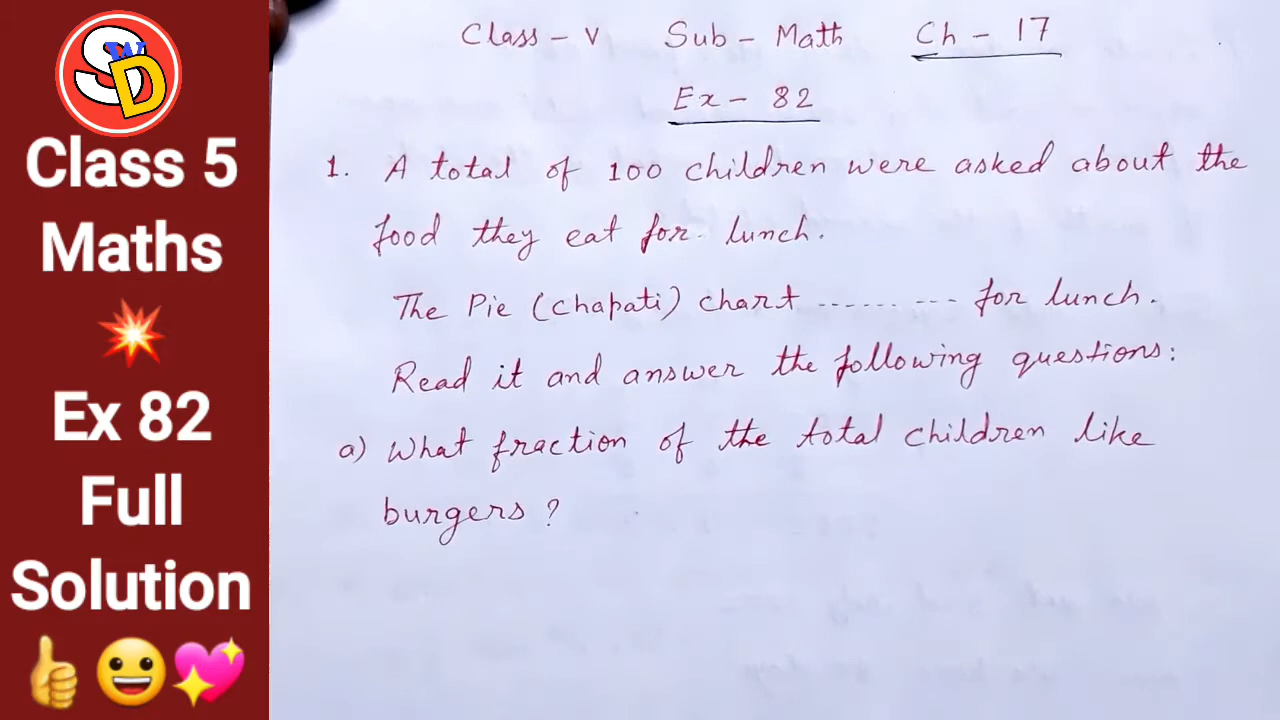 SWD
Class 5
Maths
💥
Ex 82
Full
Solution
👍😀💖
Class - V Sub - Math Ch - 17
Ex - 82
1. A total of 100 children were asked about the
food they eat for lunch.
The Pie (chapati) chart ---------- for lunch.
Read it and answer the following questions:
a) What fraction of the total children like
burgers?